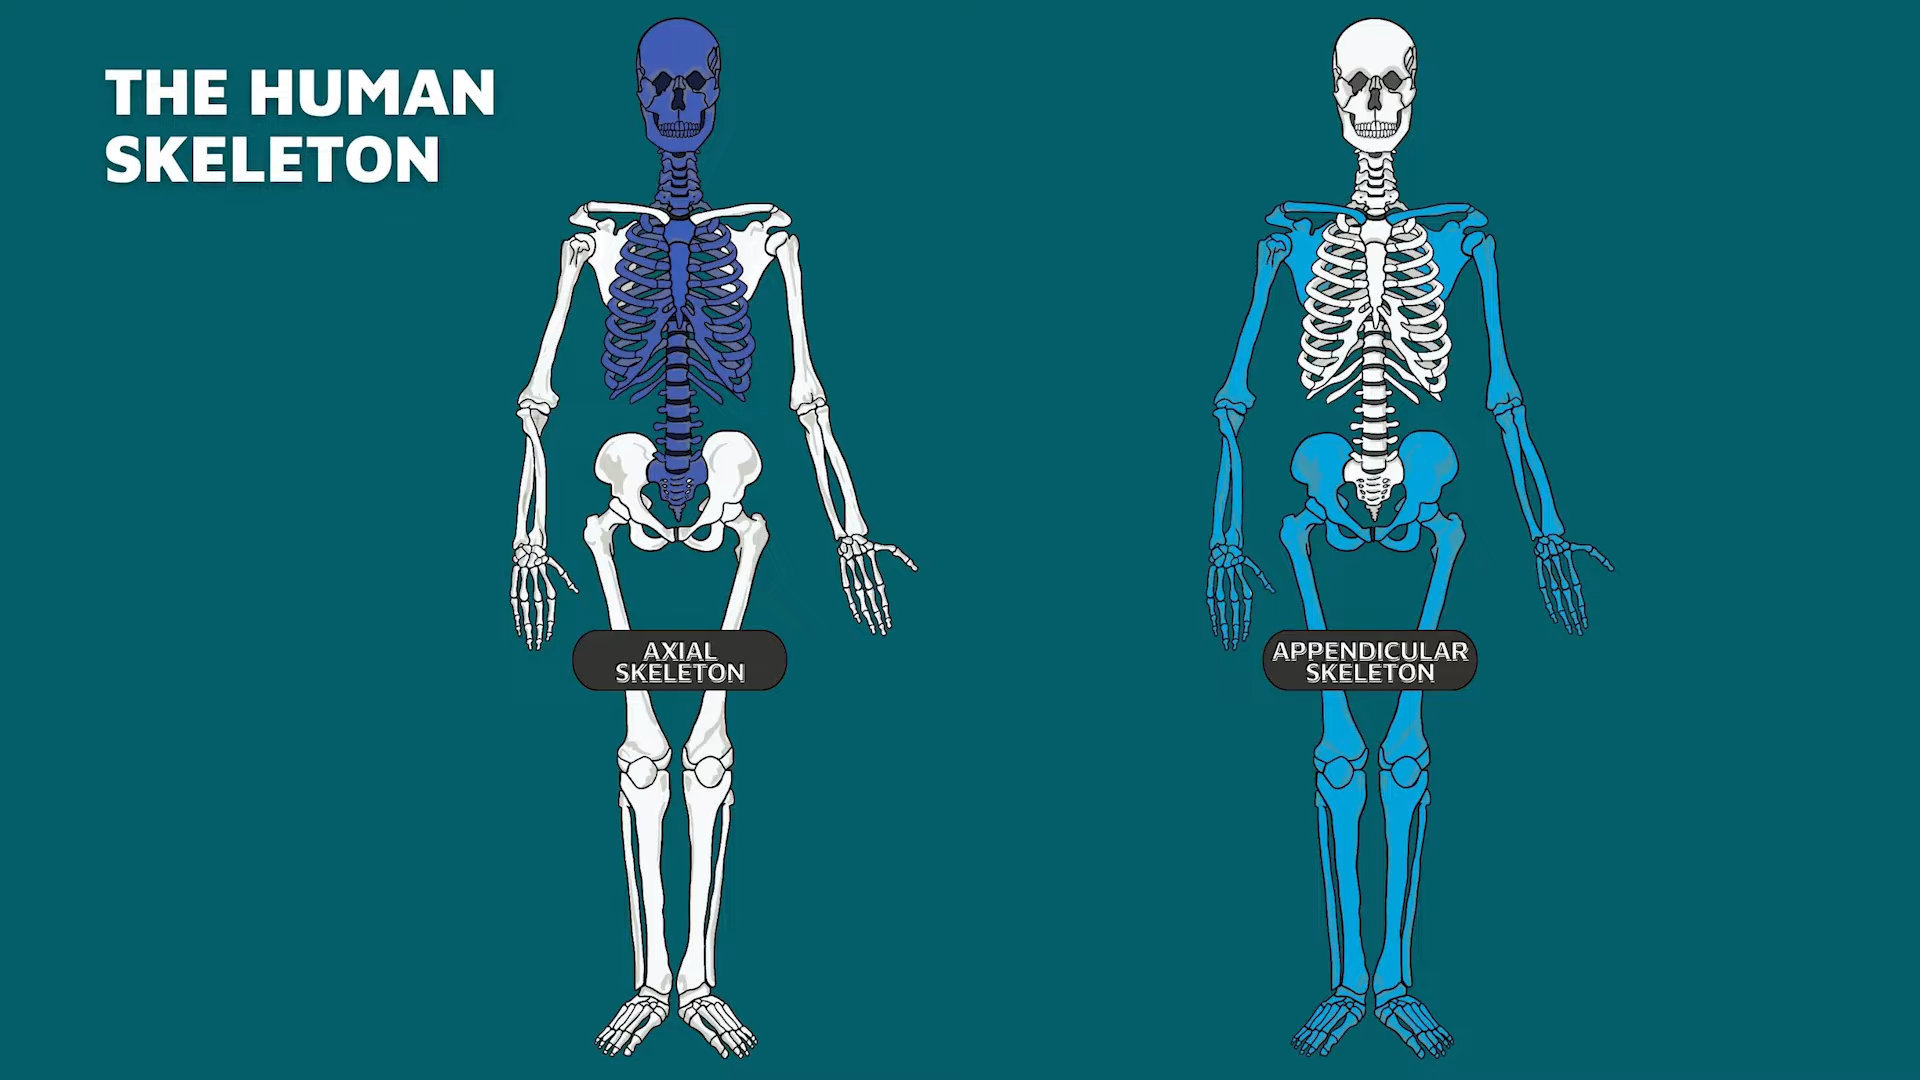 THE HUMAN
SKELETON
AXIAL
SKELETON
APPENDICULAR
SKELETON